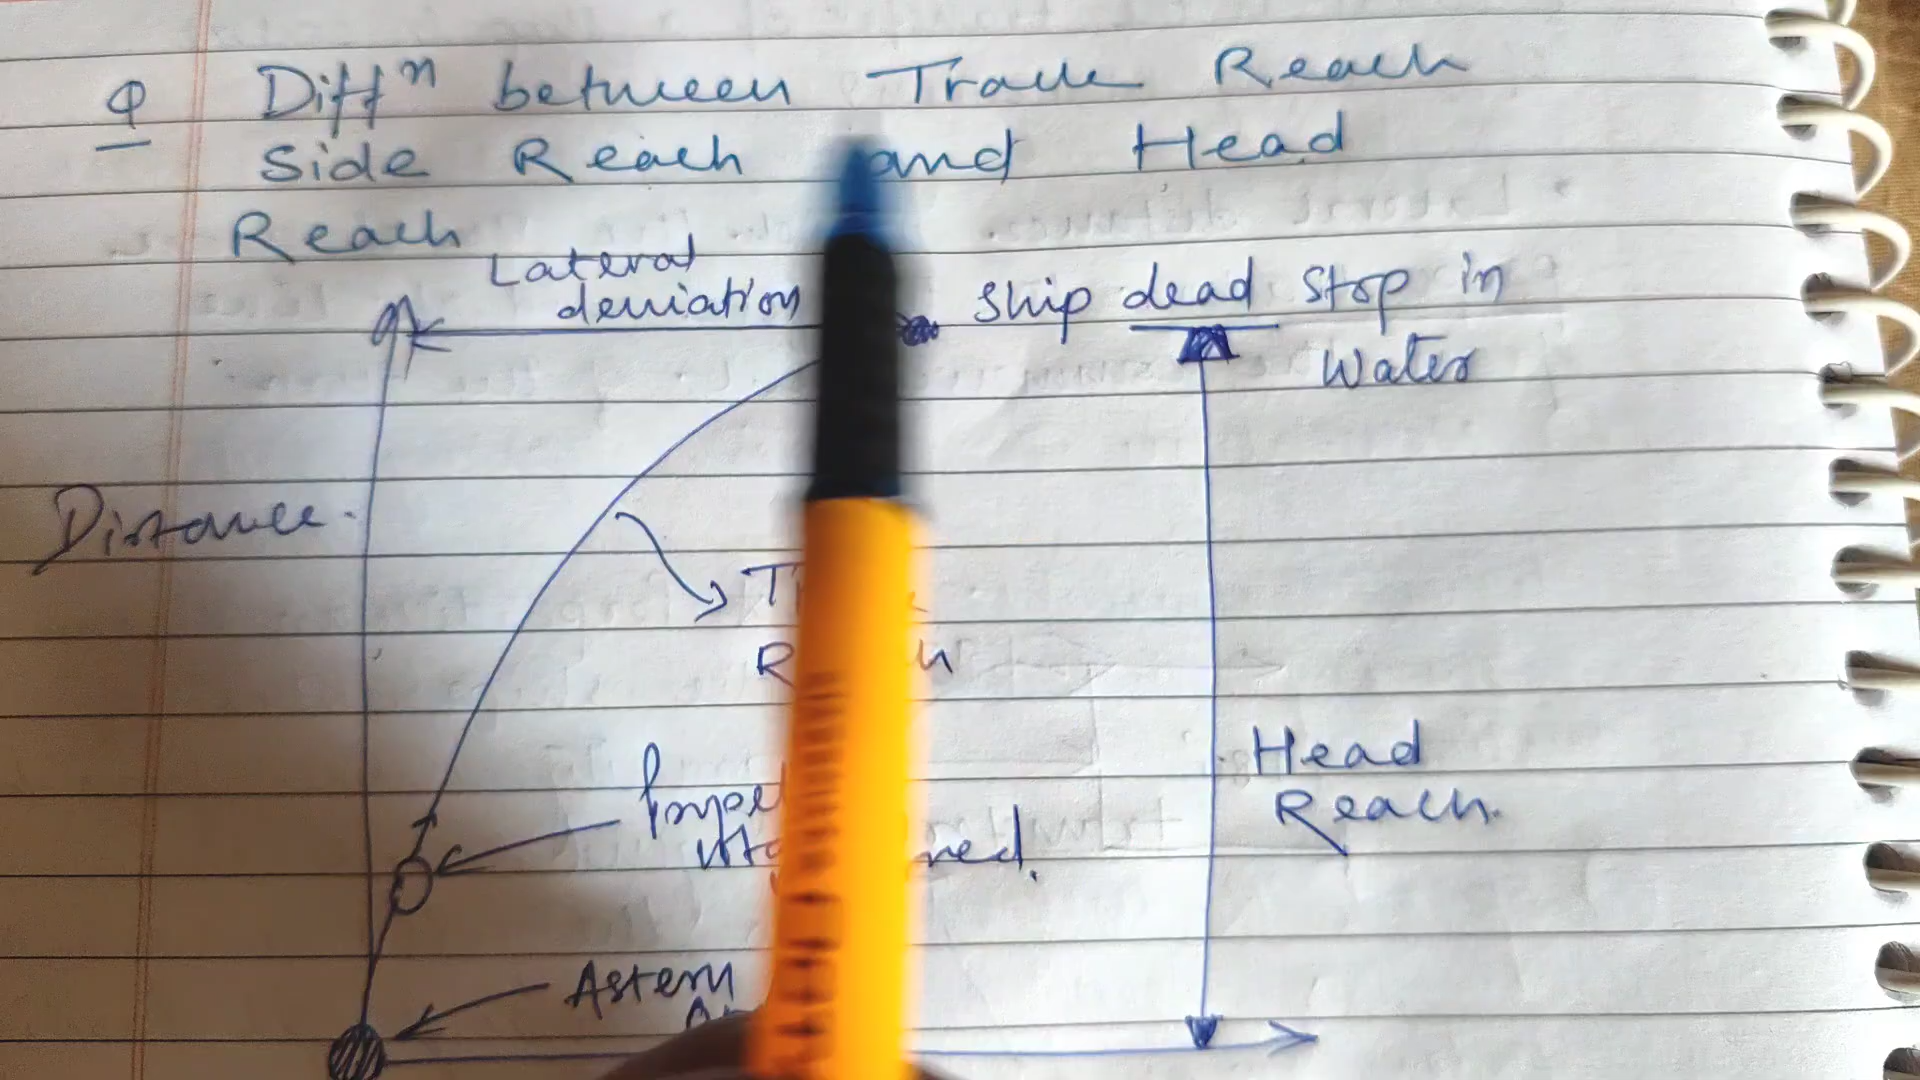 Q Diffⁿ between Track Reach
Side Reach and Head
Reach
Lateral
deviation
Ship dead stop in
Water
Distance.
Head
Reach.
Astern